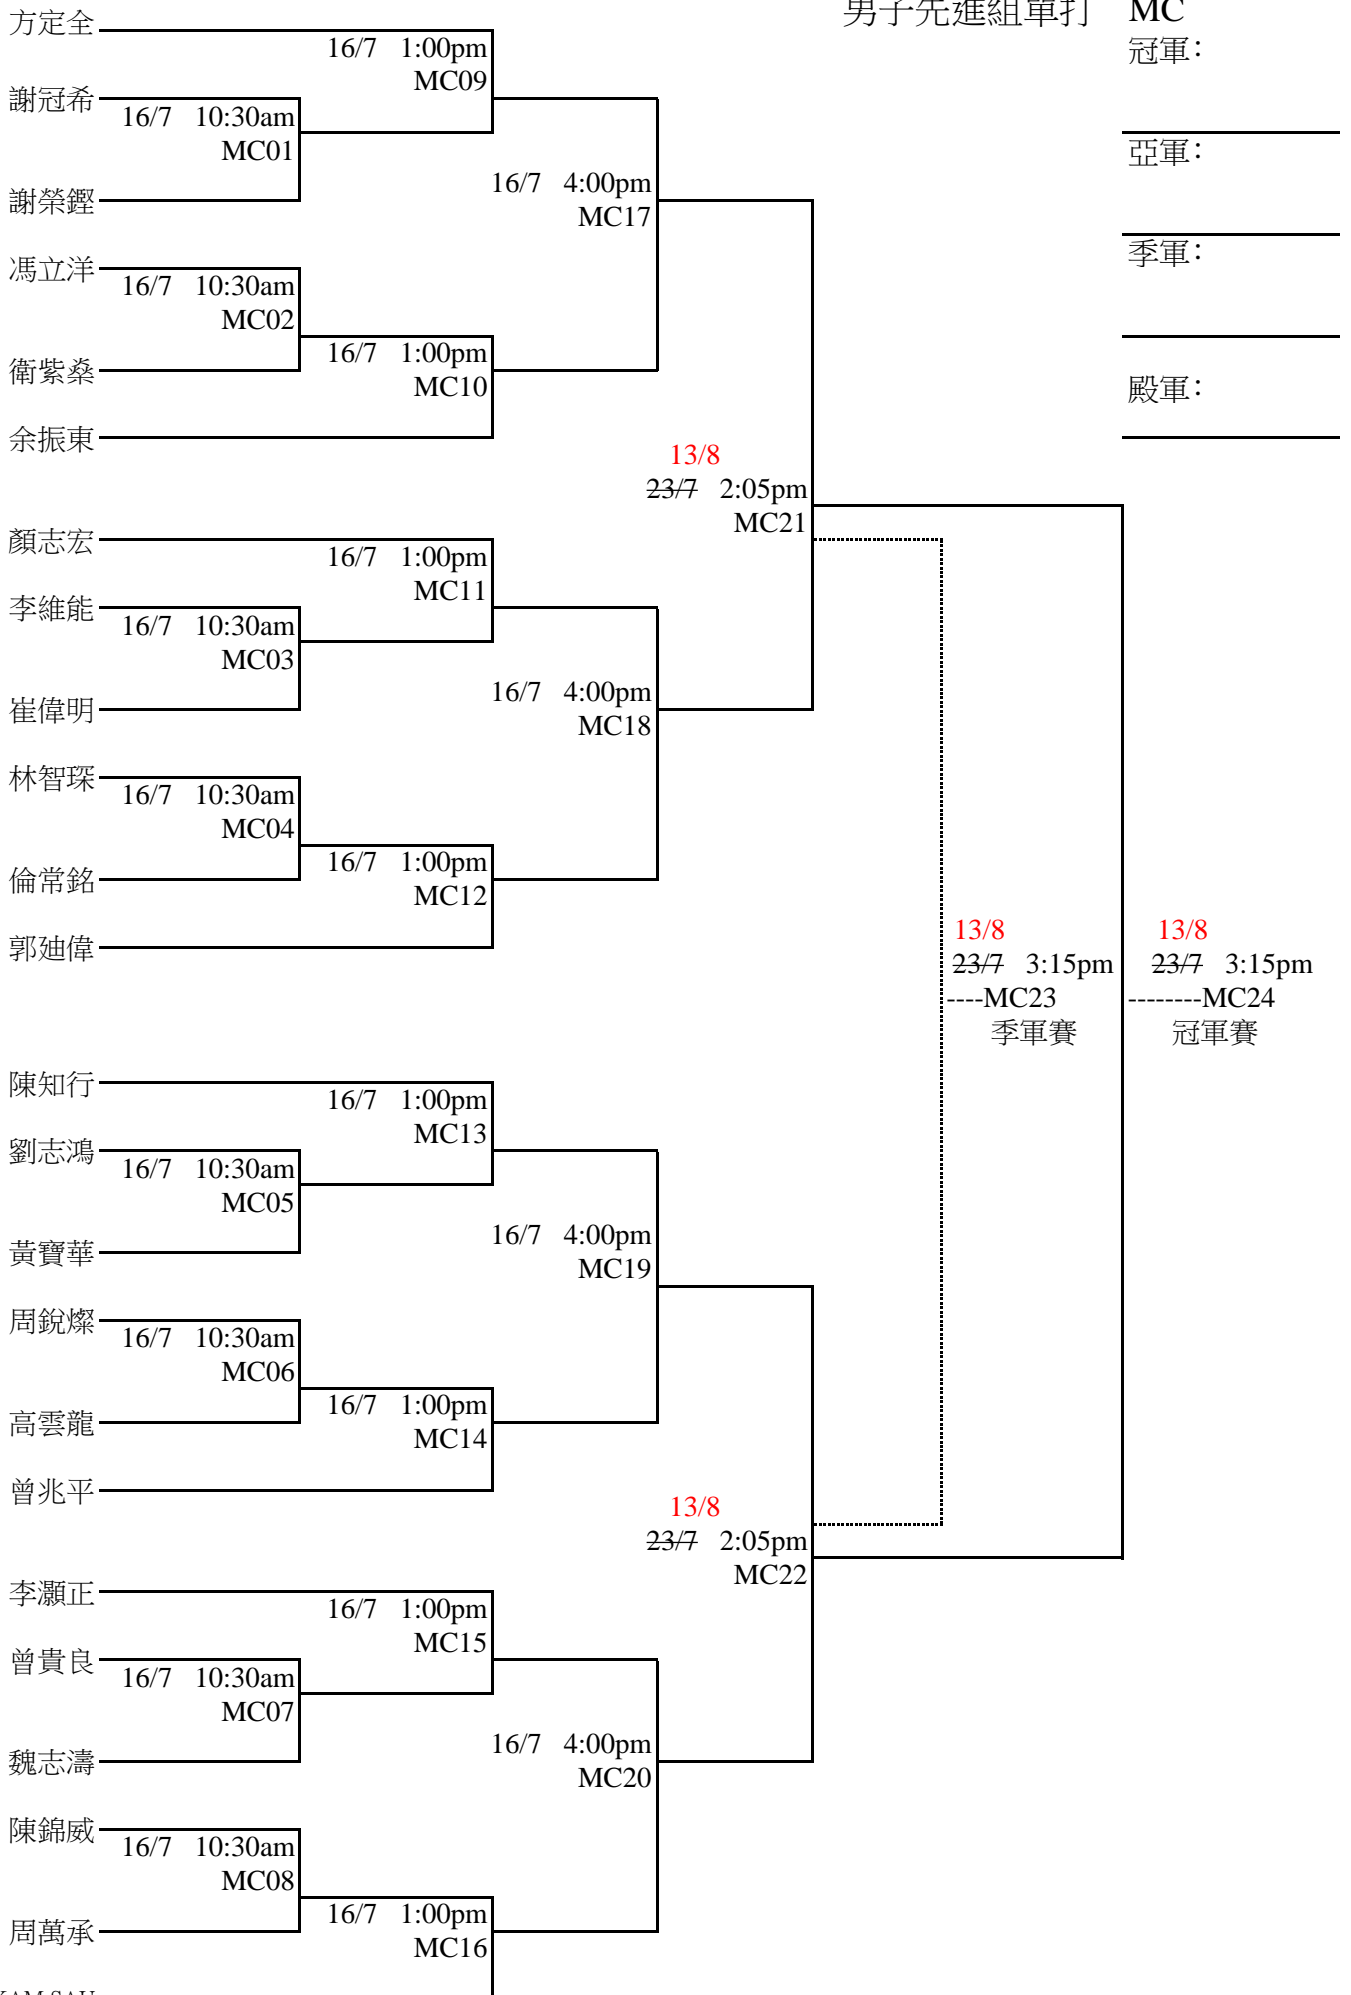 男子先進組單打 MC
冠軍：
亞軍：
季軍：
殿軍：
方定全
16/7 1:00pm
MC09
謝冠希
16/7 10:30am
MC01
謝榮鏗
16/7 4:00pm
MC17
馮立洋
16/7 10:30am
MC02
衛紫燊
16/7 1:00pm
MC10
余振東
13/8
23/7 2:05pm
MC21
顏志宏
16/7 1:00pm
MC11
李維能
16/7 10:30am
MC03
崔偉明
16/7 4:00pm
MC18
林智琛
16/7 10:30am
MC04
倫常銘
16/7 1:00pm
MC12
郭廸偉
13/8
23/7 3:15pm
----MC23
季軍賽
13/8
23/7 3:15pm
--------MC24
冠軍賽
陳知行
16/7 1:00pm
MC13
劉志鴻
16/7 10:30am
MC05
黃寶華
16/7 4:00pm
MC19
周銳燦
16/7 10:30am
MC06
高雲龍
16/7 1:00pm
MC14
曾兆平
13/8
23/7 2:05pm
MC22
李灝正
16/7 1:00pm
MC15
曾貴良
16/7 10:30am
MC07
魏志濤
16/7 4:00pm
MC20
陳錦威
16/7 10:30am
MC08
周萬承
16/7 1:00pm
MC16